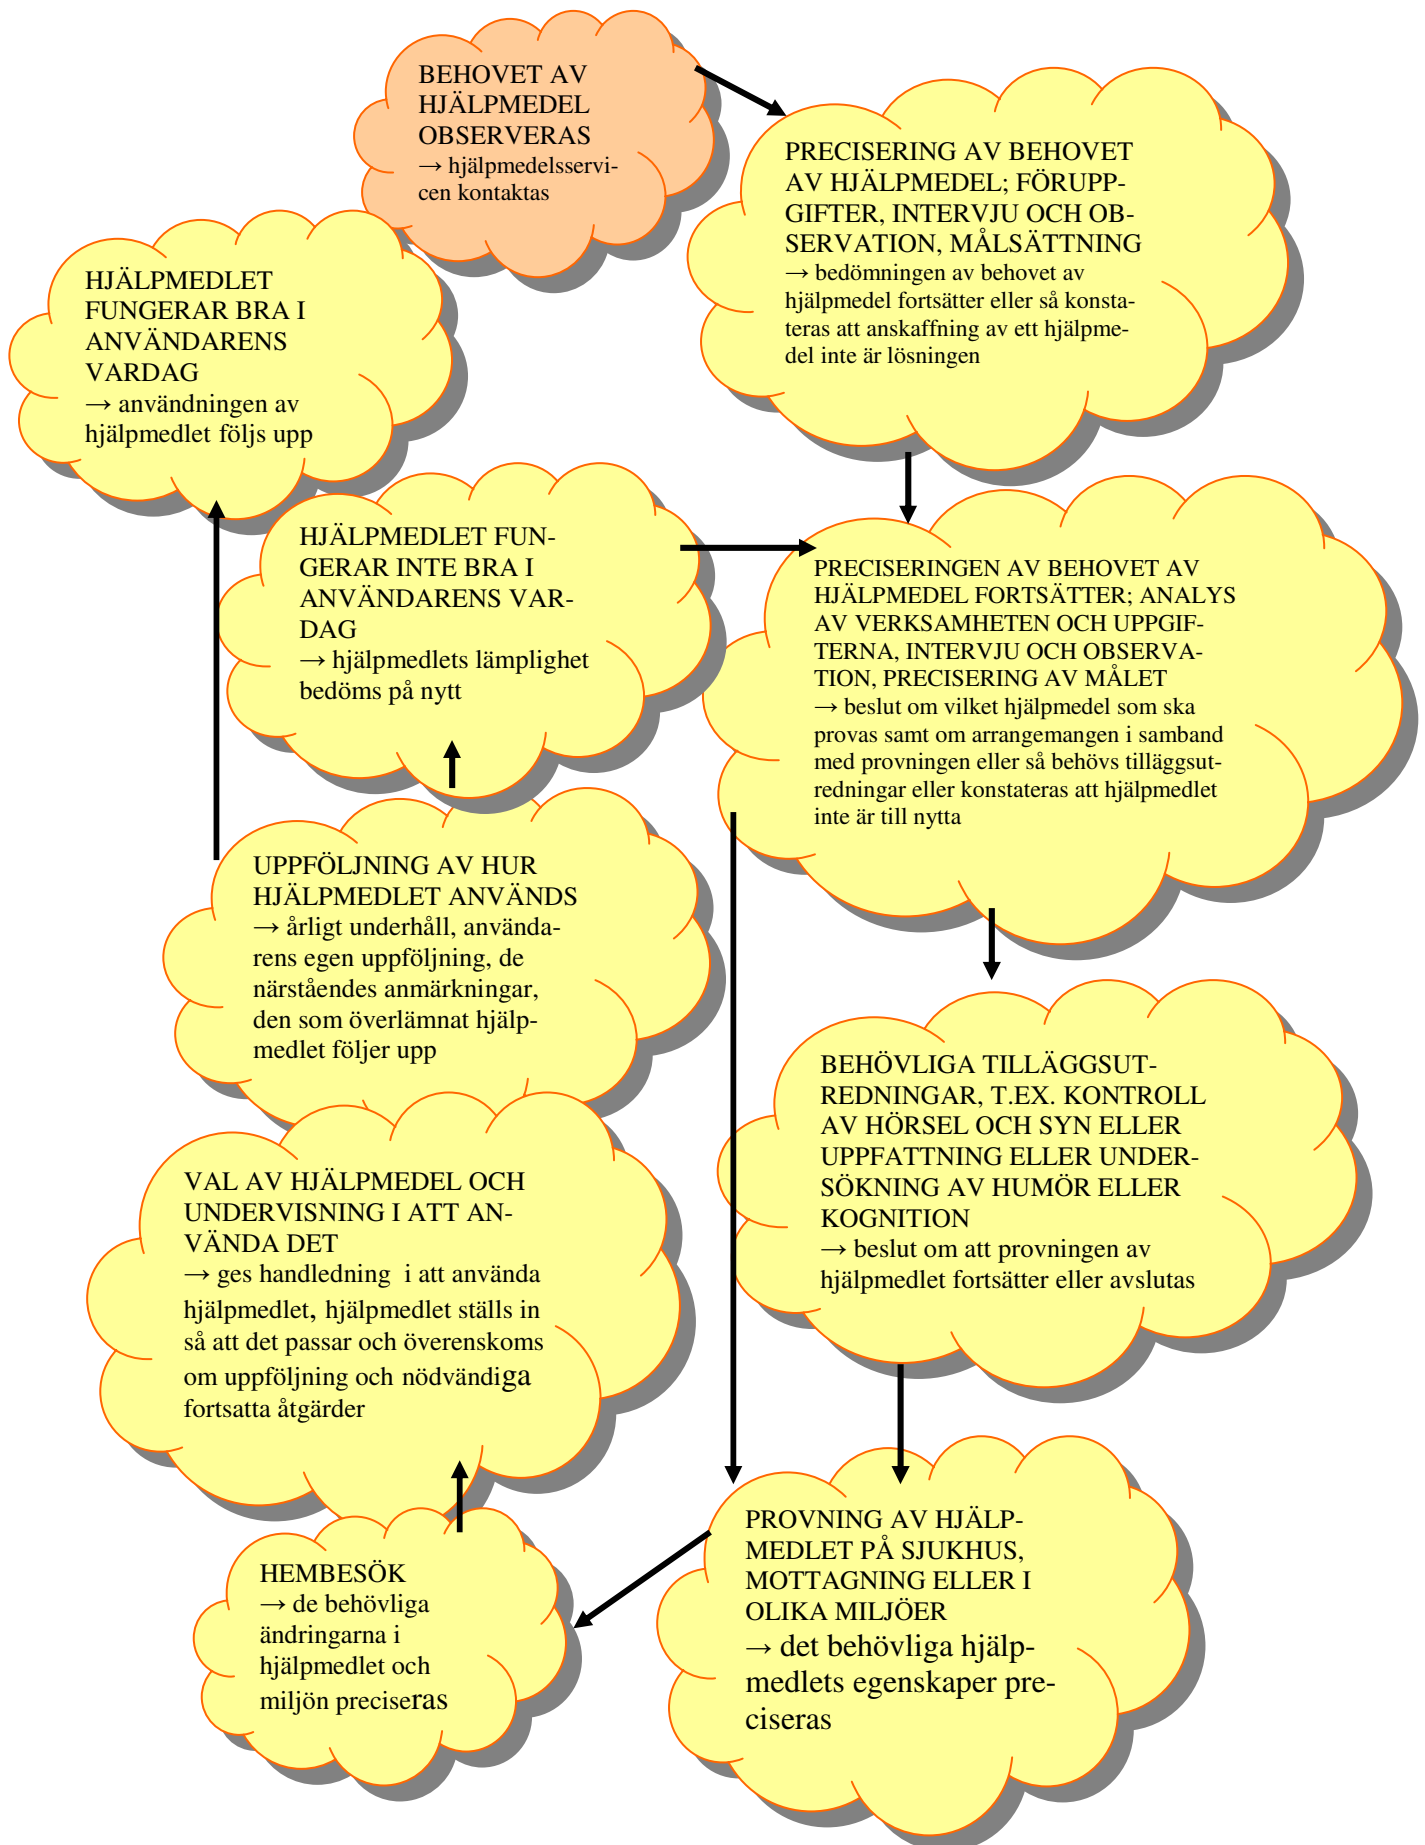 BEHOVET AV
HJÄLPMEDEL
OBSERVERAS
→ hjälpmedelsservi-
cen kontaktas
PRECISERING AV BEHOVET
AV HJÄLPMEDEL; FÖRUPP-
GIFTER, INTERVJU OCH OB-
SERVATION, MÅLSÄTTNING
→ bedömningen av behovet av
hjälpmedel fortsätter eller så konsta-
teras att anskaffning av ett hjälpme-
del inte är lösningen
HJÄLPMEDLET
FUNGERAR BRA I
ANVÄNDARENS
VARDAG
→ användningen av
hjälpmedlet följs upp
HJÄLPMEDLET FUN-
GERAR INTE BRA I
ANVÄNDARENS VAR-
DAG
→ hjälpmedlets lämplighet
bedöms på nytt
PRECISERINGEN AV BEHOVET AV
HJÄLPMEDEL FORTSÄTTER; ANALYS
AV VERKSAMHETEN OCH UPPGIF-
TERNA, INTERVJU OCH OBSERVA-
TION, PRECISERING AV MÅLET
→ beslut om vilket hjälpmedel som ska
provas samt om arrangemangen i samband
med provningen eller så behövs tilläggsut-
redningar eller konstateras att hjälpmedlet
inte är till nytta
UPPFÖLJNING AV HUR
HJÄLPMEDLET ANVÄNDS
→ årligt underhåll, använda-
rens egen uppföljning, de
närståendes anmärkningar,
den som överlämnat hjälp-
medlet följer upp
BEHÖVLIGA TILLÄGGSUT-
REDNINGAR, T.EX. KONTROLL
AV HÖRSEL OCH SYN ELLER
UPPFATTNING ELLER UNDER-
SÖKNING AV HUMÖR ELLER
KOGNITION
→ beslut om att provningen av
hjälpmedlet fortsätter eller avslutas
VAL AV HJÄLPMEDEL OCH
UNDERVISNING I ATT AN-
VÄNDA DET
→ ges handledning i att använda
hjälpmedlet, hjälpmedlet ställs in
så att det passar och överenskoms
om uppföljning och nödvändiga
fortsatta åtgärder
PROVNING AV HJÄLP-
MEDLET PÅ SJUKHUS,
MOTTAGNING ELLER I
OLIKA MILJÖER
→ det behövliga hjälp-
medlets egenskaper pre-
ciseras
HEMBESÖK
→ de behövliga
ändringarna i
hjälpmedlet och
miljön preciseras